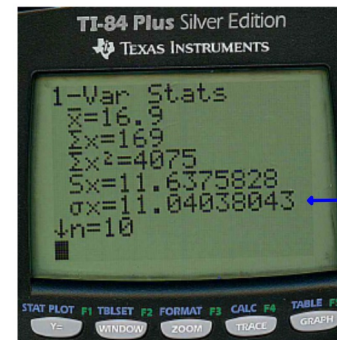 TI-84 Plus Silver Edition
TEXAS INSTRUMENTS
1-Var Stats
x̄=16.9
Σx=169
Σx²=4075
Sx=11.6375828
σx=11.04038043
↓n=10
STAT PLOT F1 TBLSET F2 FORMAT F3 CALC F4 TABLE F5
Y= WINDOW ZOOM TRACE GRAPH